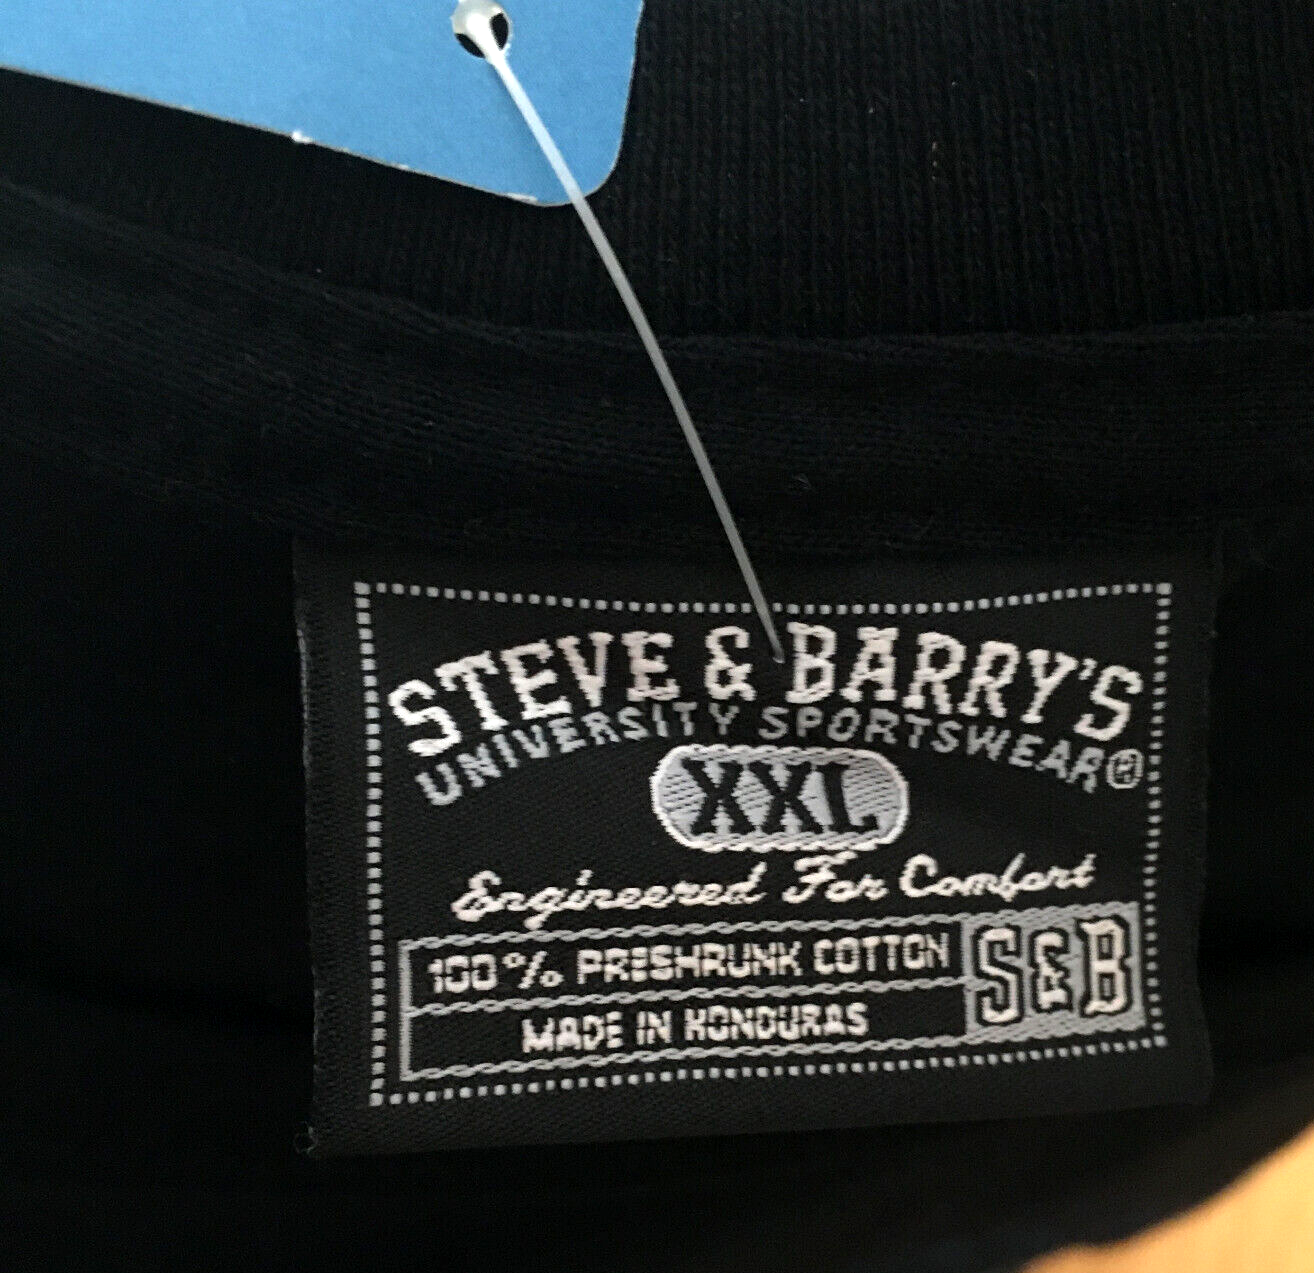 STEVE & BARRY'S
UNIVERSITY SPORTSWEAR®
XXL
Engineered For Comfort
100% PRESHRUNK COTTON
MADE IN HONDURAS
S&B